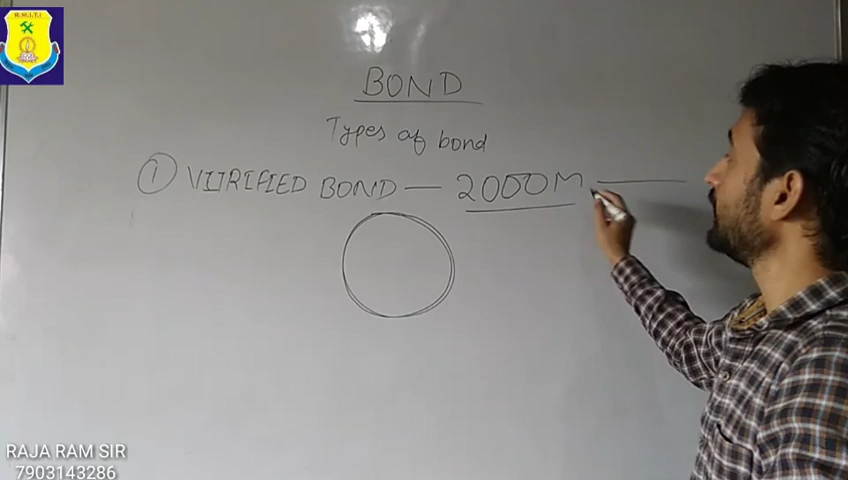 R.N.I.T.I
BOND
Types of bond
① VITRIFIED BOND — 2000M —
RAJA RAM SIR
7903143286